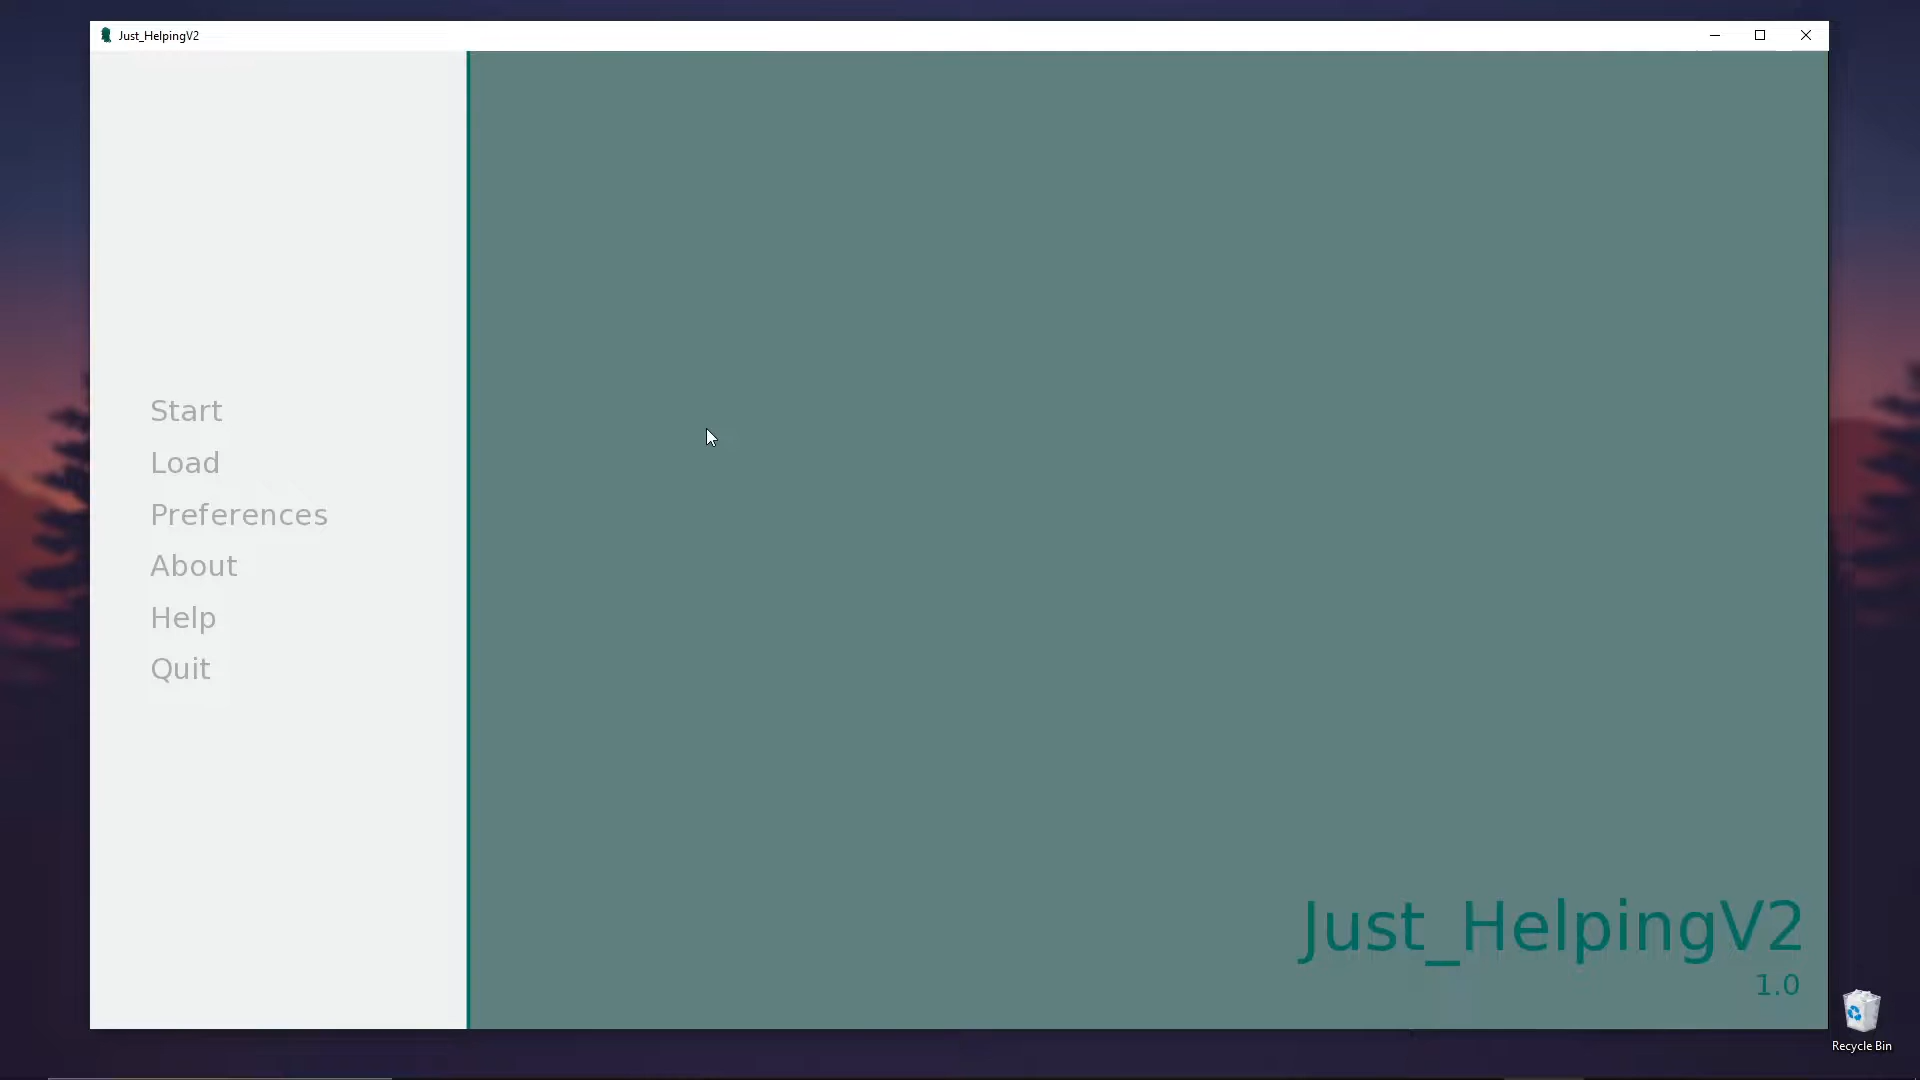 Just_HelpingV2
Start
Load
Preferences
About
Help
Quit
Just_HelpingV2
1.0
Recycle Bin